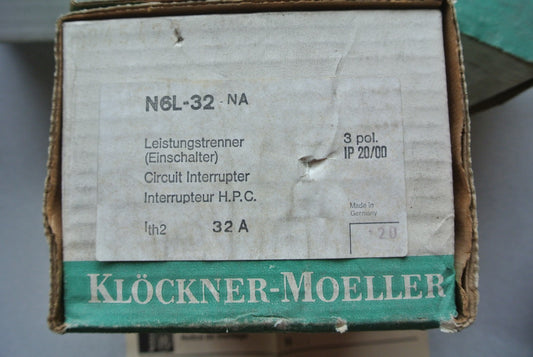 N6L-32 -NA
Leistungstrenner
(Einschalter)
Circuit Interrupter
Interrupteur H.P.C.
3 pol.
IP 20/00
Ith2 32 A
Made in
Germany
20
KLÖCKNER-MOELLER